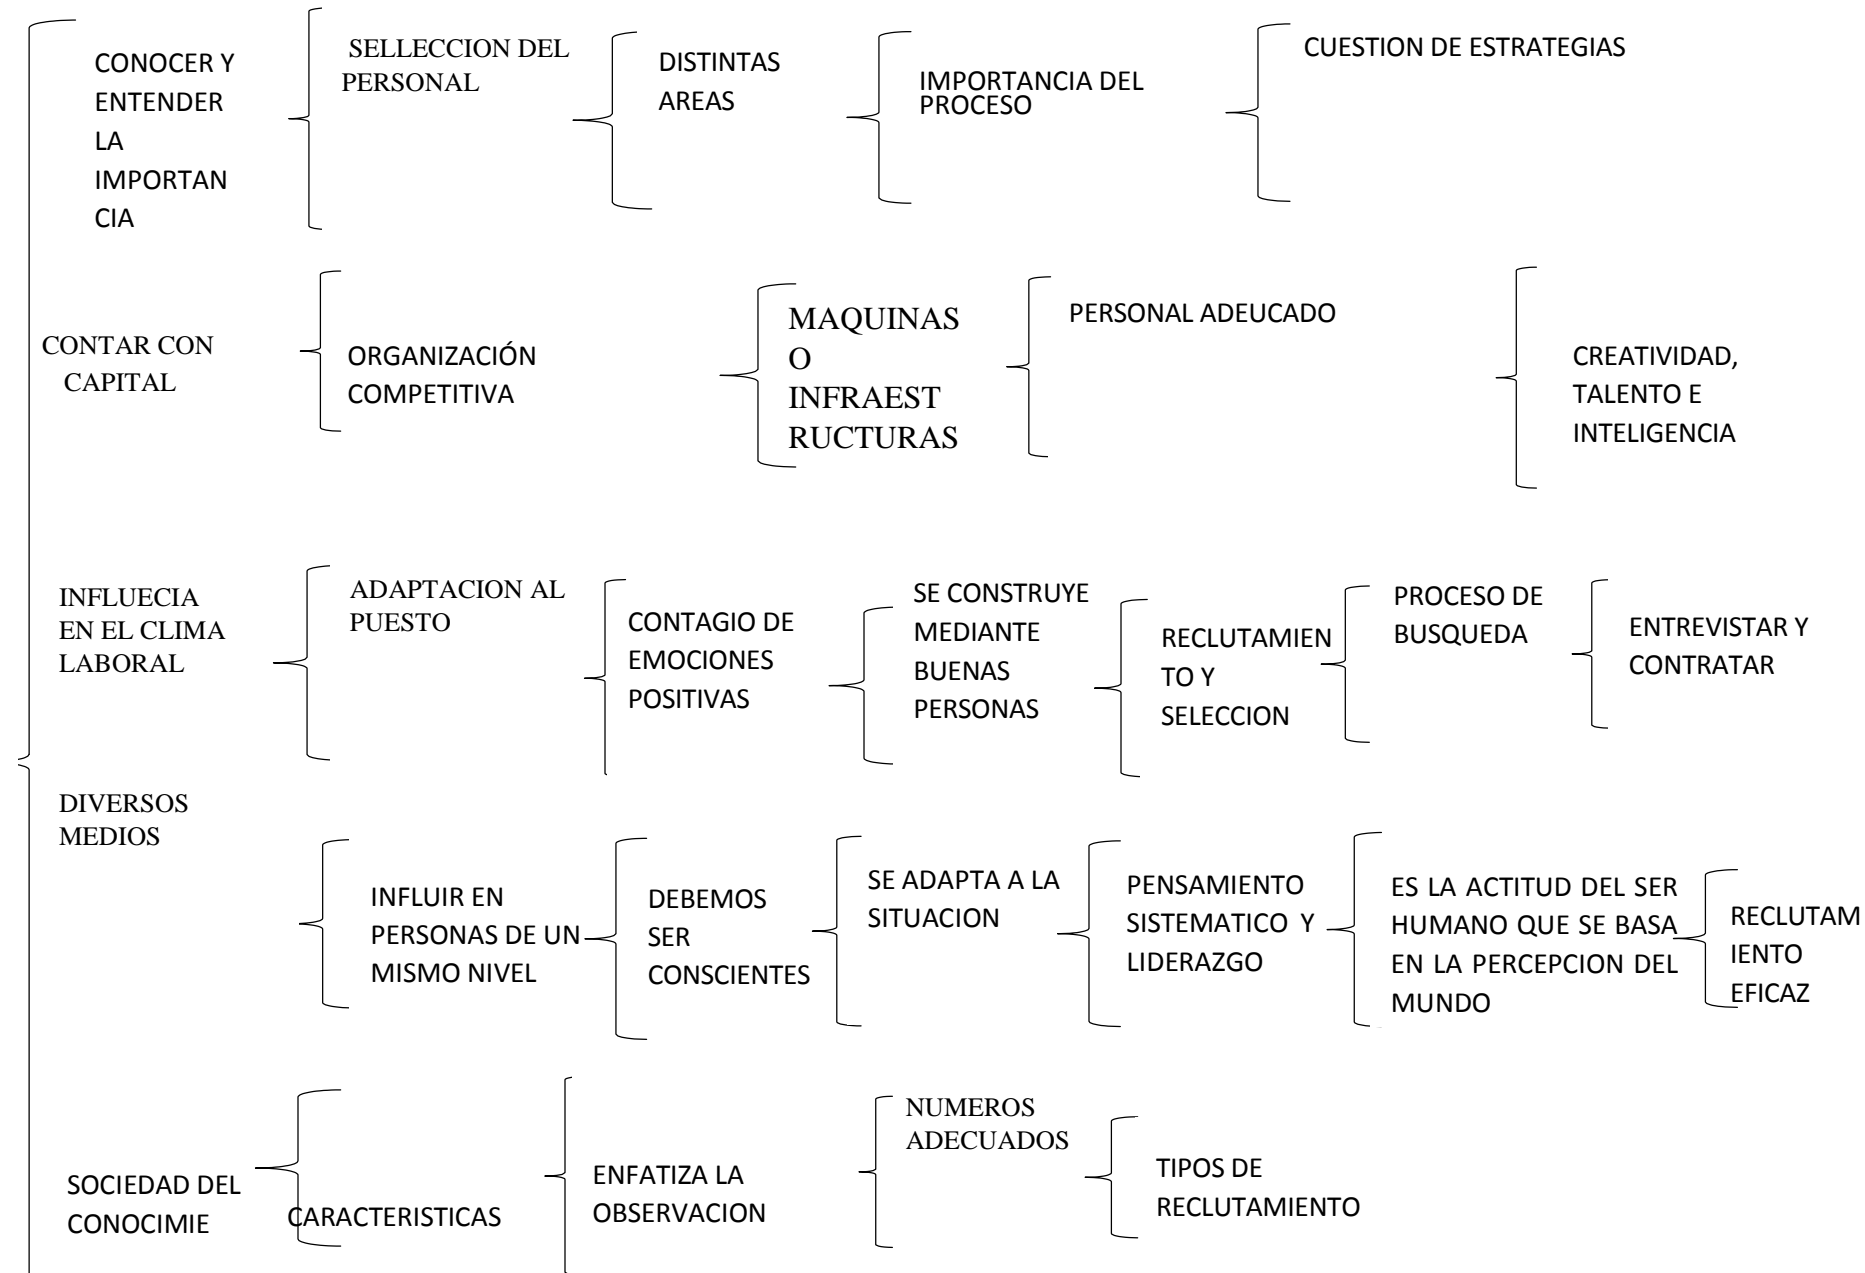 CONOCER Y
ENTENDER
LA
IMPORTAN
CIA
SELLECCION DEL
PERSONAL
DISTINTAS
AREAS
IMPORTANCIA DEL
PROCESO
CUESTION DE ESTRATEGIAS
CONTAR CON
CAPITAL
ORGANIZACIÓN
COMPETITIVA
MAQUINAS
O
INFRAEST
RUCTURAS
PERSONAL ADEUCADO
CREATIVIDAD,
TALENTO E
INTELIGENCIA
INFLUECIA
EN EL CLIMA
LABORAL
ADAPTACION AL
PUESTO
CONTAGIO DE
EMOCIONES
POSITIVAS
SE CONSTRUYE
MEDIANTE
BUENAS
PERSONAS
RECLUTAMIEN
TO Y
SELECCION
PROCESO DE
BUSQUEDA
ENTREVISTAR Y
CONTRATAR
DIVERSOS
MEDIOS
INFLUIR EN
PERSONAS DE UN
MISMO NIVEL
DEBEMOS
SER
CONSCIENTES
SE ADAPTA A LA
SITUACION
PENSAMIENTO
SISTEMATICO Y
LIDERAZGO
ES LA ACTITUD DEL SER
HUMANO QUE SE BASA
EN LA PERCEPCION DEL
MUNDO
RECLUTAM
IENTO
EFICAZ
SOCIEDAD DEL
CONOCIMIE
CARACTERISTICAS
ENFATIZA LA
OBSERVACION
NUMEROS
ADECUADOS
TIPOS DE
RECLUTAMIENTO